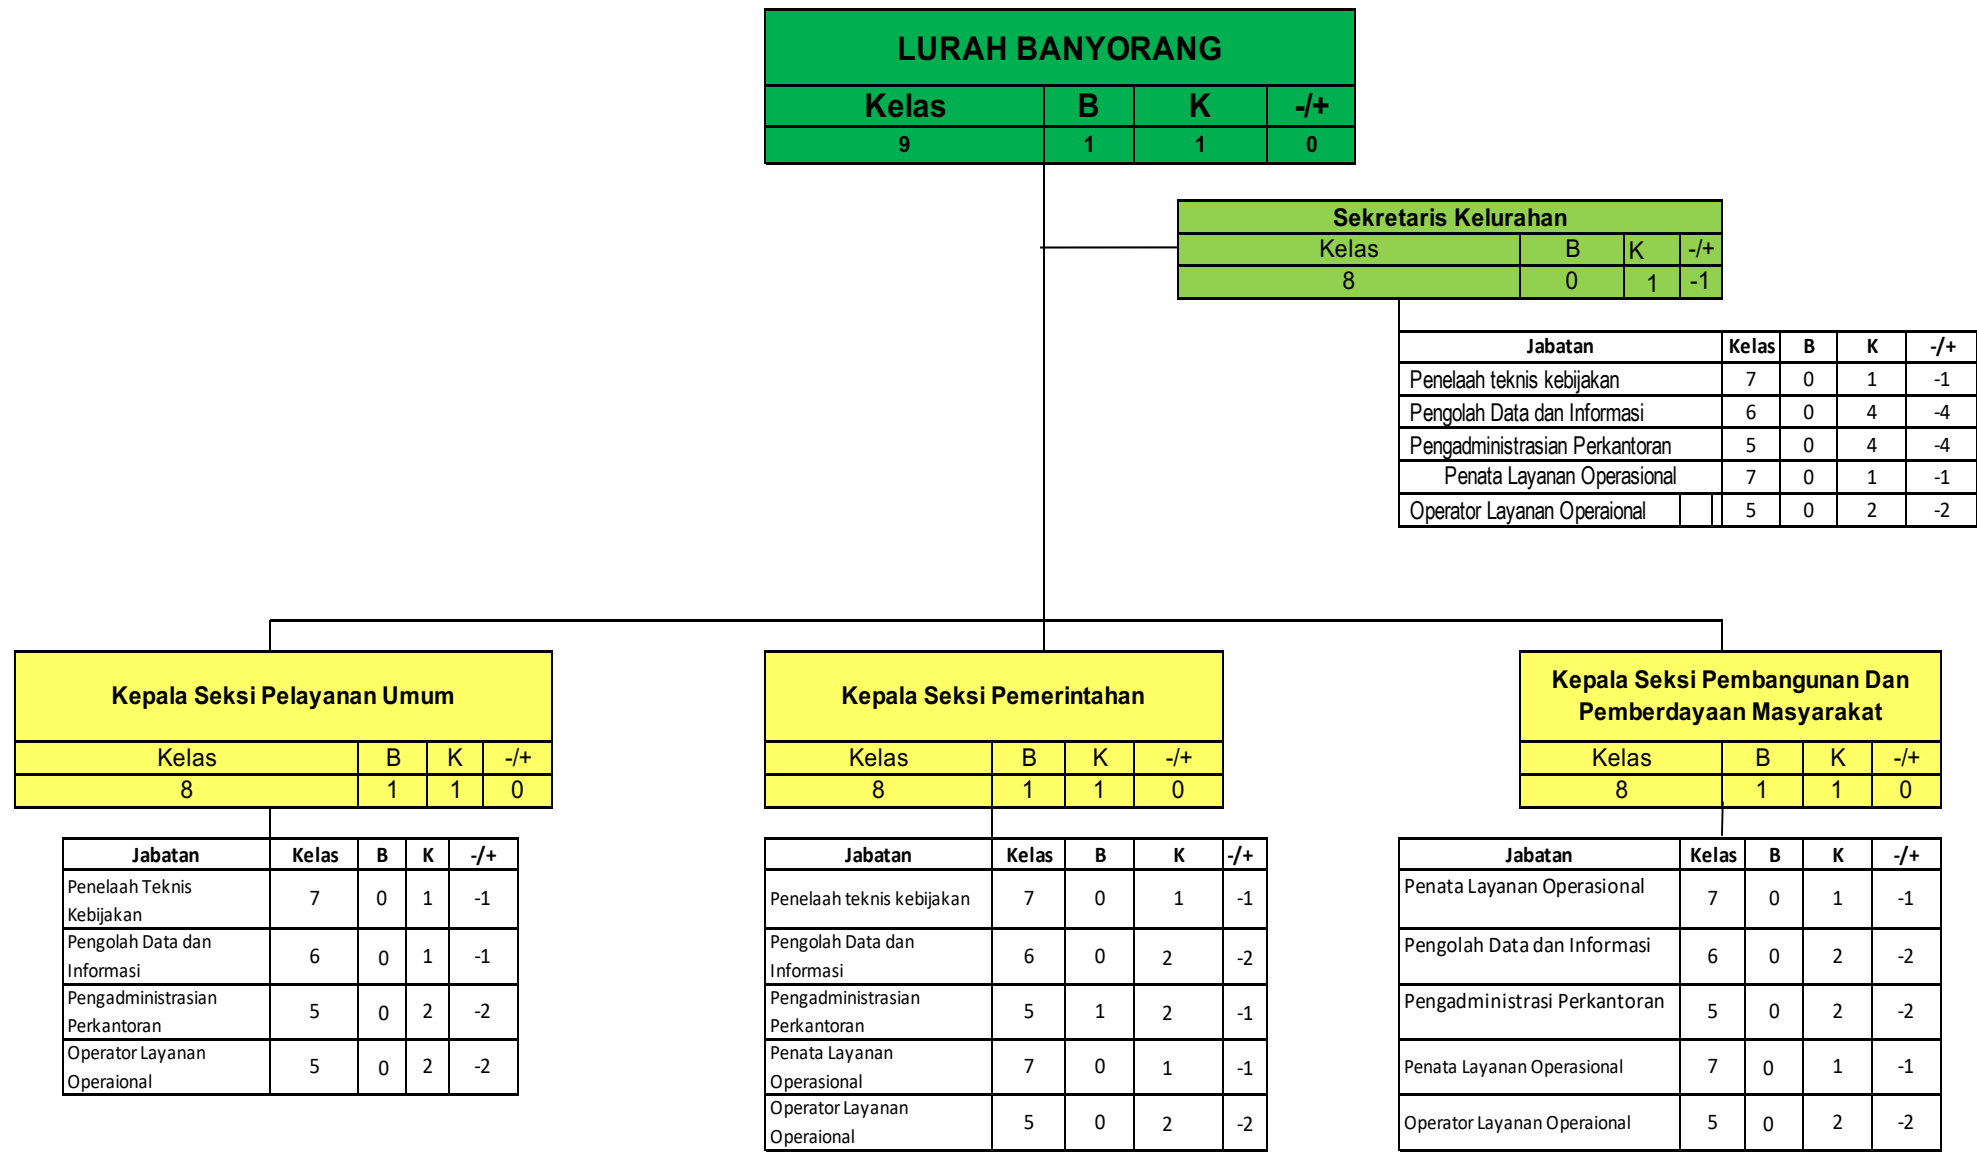 LURAH BANYORANG
Kelas B K -/+
9 1 1 0
Sekretaris Kelurahan
Kelas B K -/+
8 0 1 -1
Jabatan Kelas B K -/+
Penelaah teknis kebijakan 7 0 1 -1
Pengolah Data dan Informasi 6 0 4 -4
Pengadministrasian Perkantoran 5 0 4 -4
Penata Layanan Operasional 7 0 1 -1
Operator Layanan Operaional 5 0 2 -2
Kepala Seksi Pelayanan Umum
Kelas B K -/+
8 1 1 0
Jabatan Kelas B K -/+
Penelaah Teknis
Kebijakan 7 0 1 -1
Pengolah Data dan
Informasi 6 0 1 -1
Pengadministrasian
Perkantoran 5 0 2 -2
Operator Layanan
Operaional 5 0 2 -2
Kepala Seksi Pemerintahan
Kelas B K -/+
8 1 1 0
Jabatan Kelas B K -/+
Penelaah teknis kebijakan 7 0 1 -1
Pengolah Data dan
Informasi 6 0 2 -2
Pengadministrasian
Perkantoran 5 1 2 -1
Penata Layanan
Operasional 7 0 1 -1
Operator Layanan
Operaional 5 0 2 -2
Kepala Seksi Pembangunan Dan
Pemberdayaan Masyarakat
Kelas B K -/+
8 1 1 0
Jabatan Kelas B K -/+
Penata Layanan Operasional 7 0 1 -1
Pengolah Data dan Informasi 6 0 2 -2
Pengadministrasi Perkantoran 5 0 2 -2
Penata Layanan Operasional 7 0 1 -1
Operator Layanan Operaional 5 0 2 -2